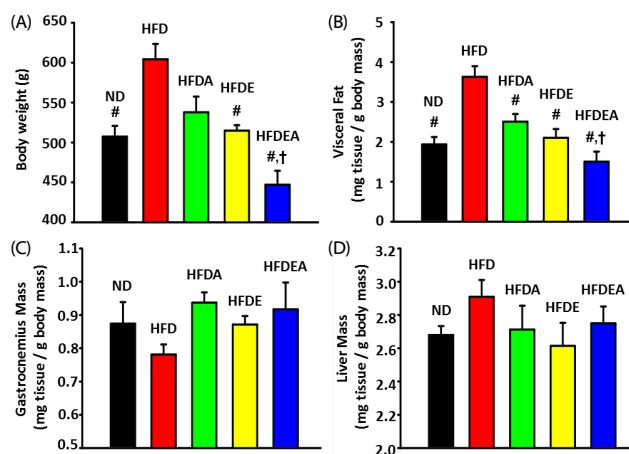 (A)
Body weight (g)
650
600
550
500
450
400
ND
#
HFD
HFDA
HFDE
#
HFDEA
#,†
(B)
Visceral Fat
(mg tissue / g body mass)
5
4
3
2
1
0
ND
#
HFD
HFDA
#
HFDE
#
HFDEA
#,†
(C)
Gastrocnemius Mass
(mg tissue / g body mass)
1.1
1.0
0.9
0.8
0.7
0.6
0.5
ND
HFD
HFDA
HFDE
HFDEA
(D)
Liver Mass
(mg tissue / g body mass)
3.2
3.0
2.8
2.6
2.4
2.2
2.0
ND
HFD
HFDA
HFDE
HFDEA